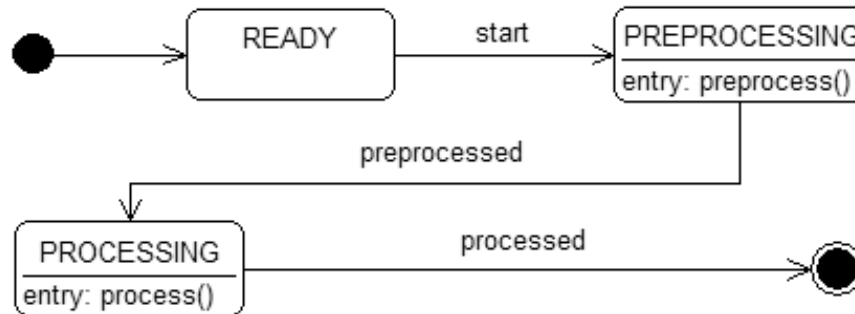 READY
start
PREPROCESSING
entry: preprocess()
preprocessed
PROCESSING
entry: process()
processed